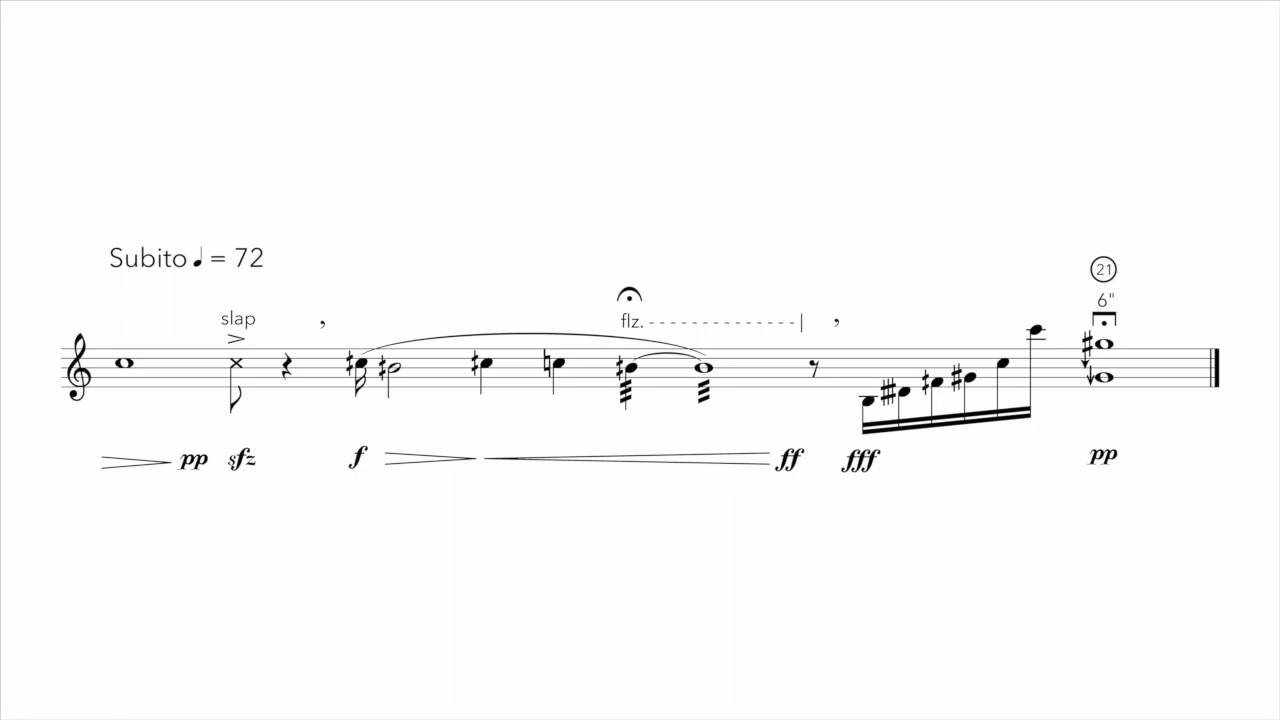 Subito ♩ = 72
21
6"
slap
,
flz.
,
pp sfz f ff fff pp